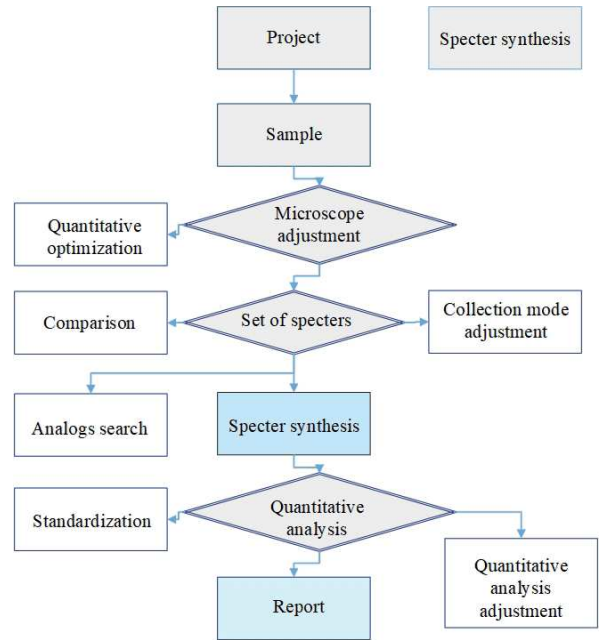 Project
Specter synthesis
Sample
Microscope
adjustment
Quantitative
optimization
Comparison
Set of specters
Collection mode
adjustment
Analogs search
Specter synthesis
Standardization
Quantitative
analysis
Quantitative
analysis
adjustment
Report